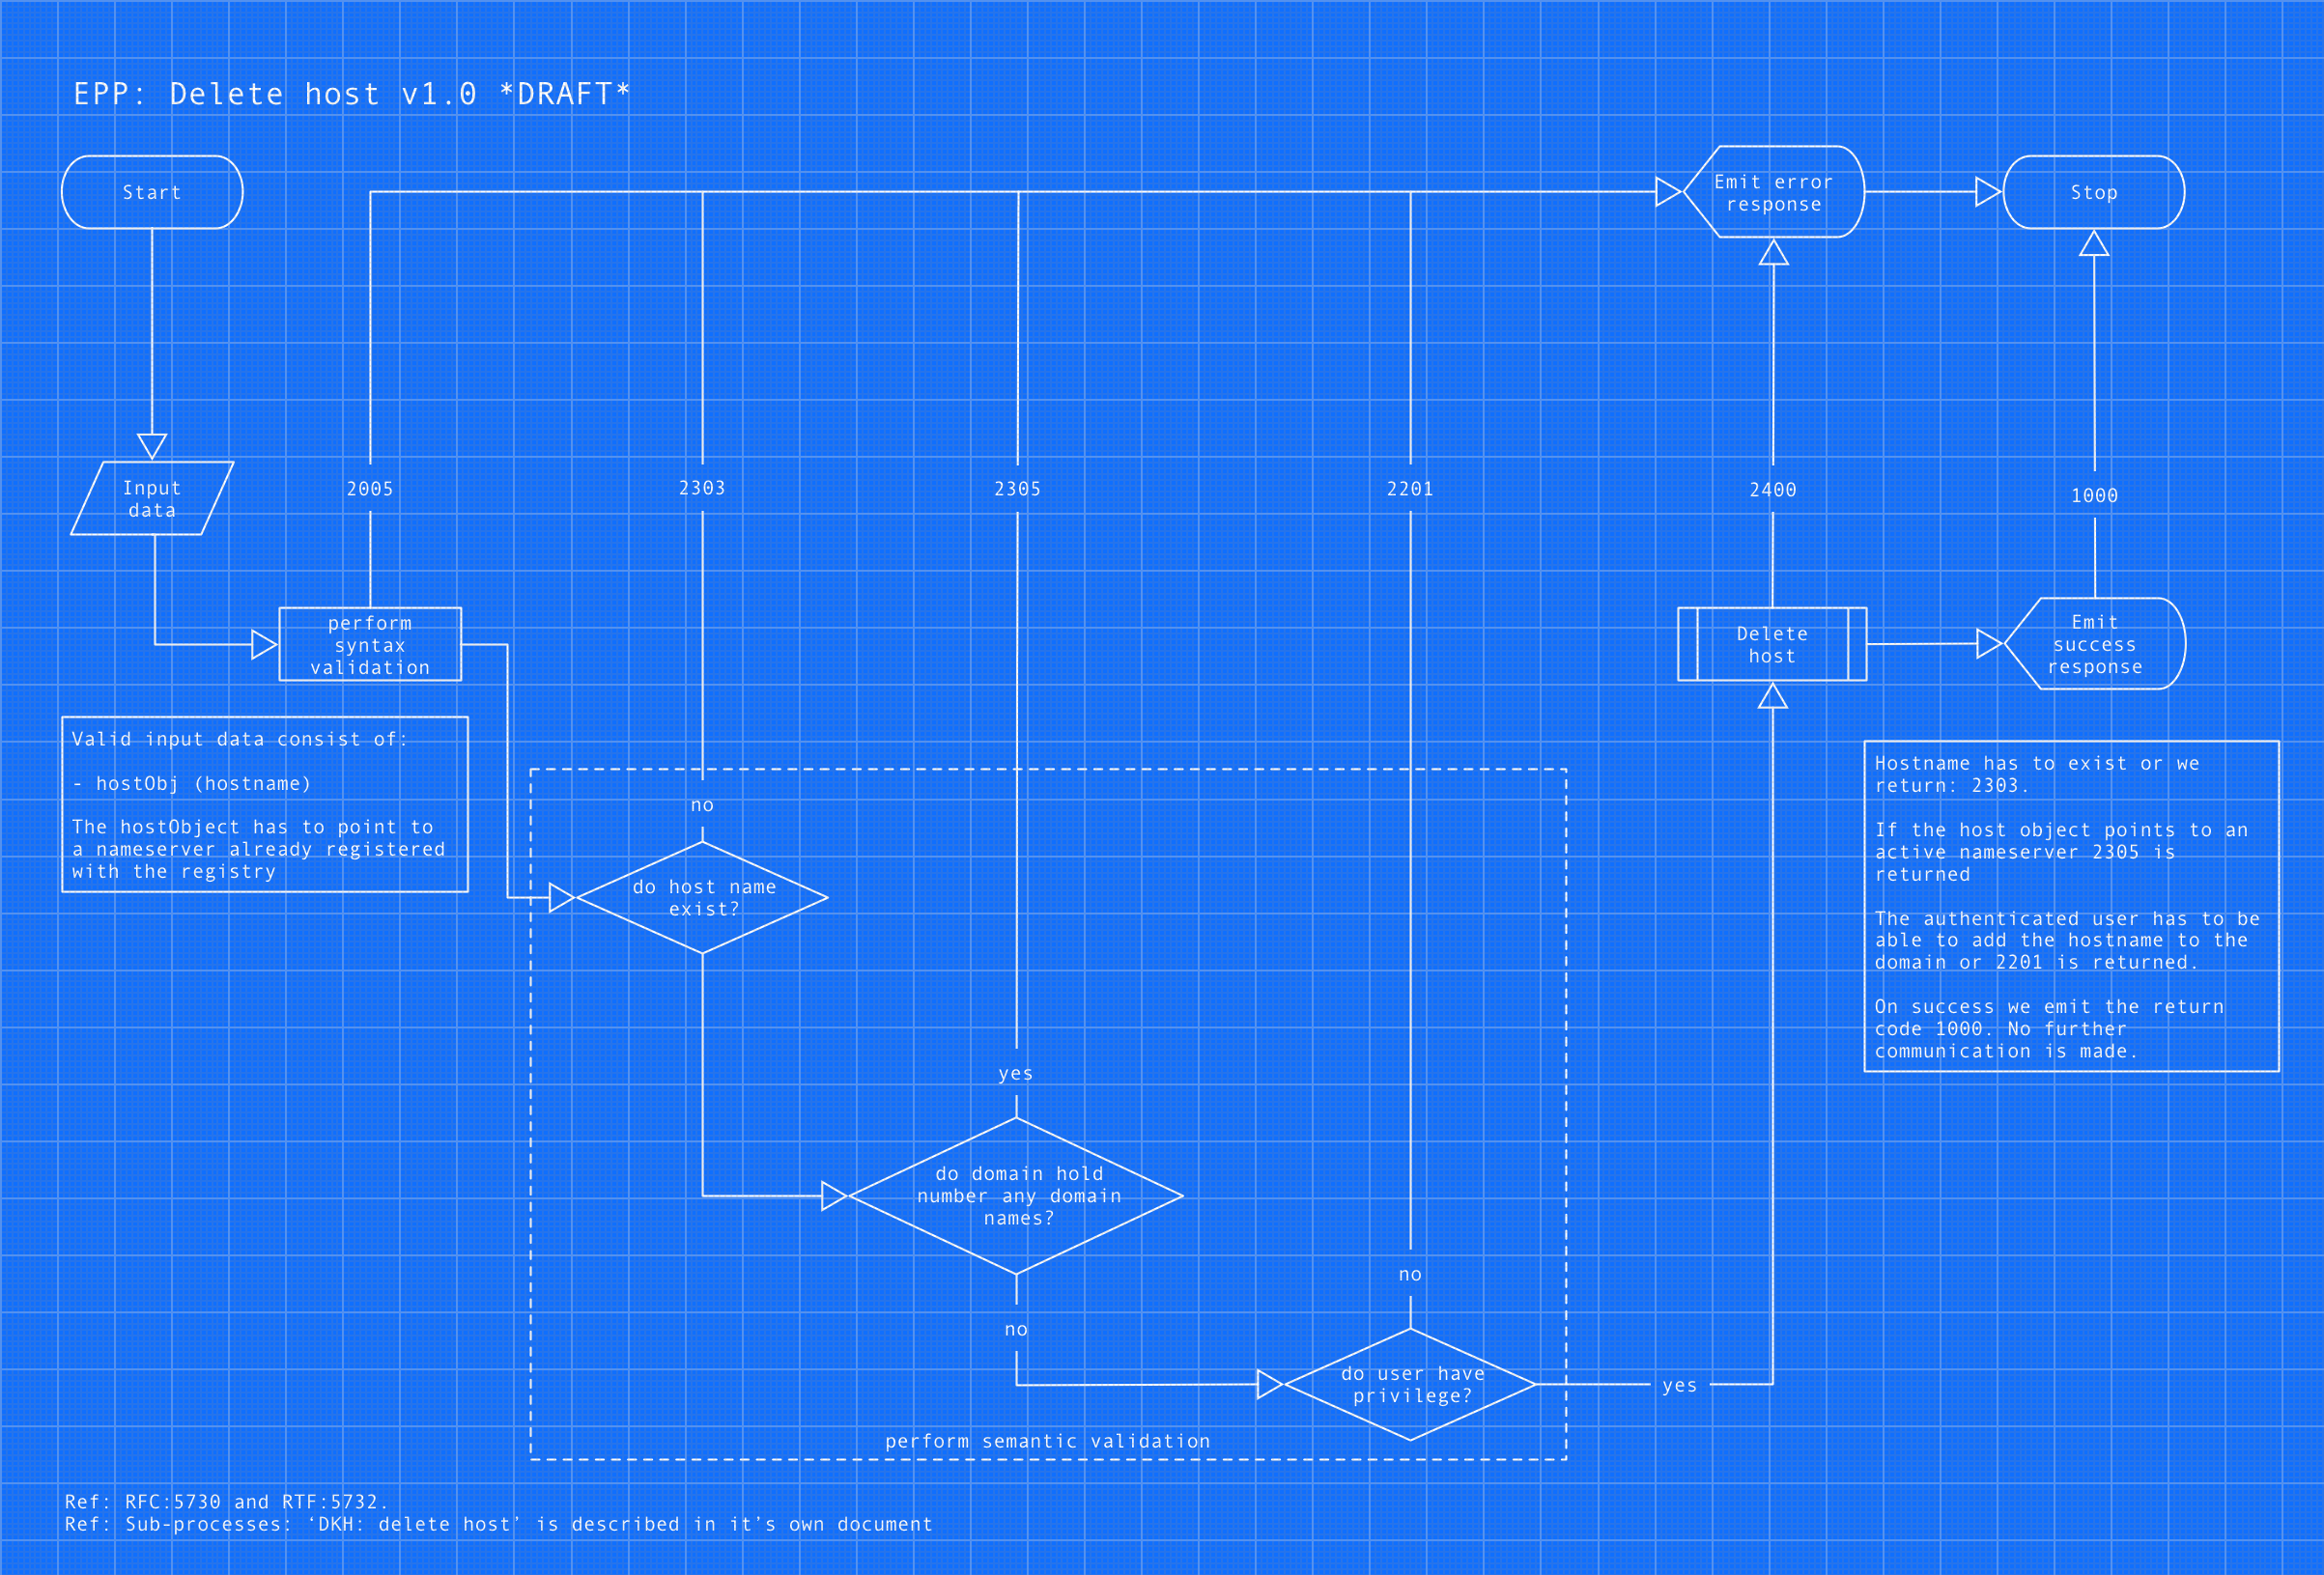 EPP: Delete host v1.0 *DRAFT*
Start
Emit error
response
Stop
Input
data
2005
2303
2305
2201
2400
1000
perform
syntax
validation
Delete
host
Emit
success
response
Valid input data consist of:
- hostObj (hostname)
The hostObject has to point to
a nameserver already registered
with the registry
Hostname has to exist or we
return: 2303.
If the host object points to an
active nameserver 2305 is
returned
The authenticated user has to be
able to add the hostname to the
domain or 2201 is returned.
On success we emit the return
code 1000. No further
communication is made.
no
do host name
exist?
yes
do domain hold
number any domain
names?
no
no
do user have
privilege?
yes
perform semantic validation
Ref: RFC:5730 and RTF:5732.
Ref: Sub-processes: ‘DKH: delete host’ is described in it’s own document